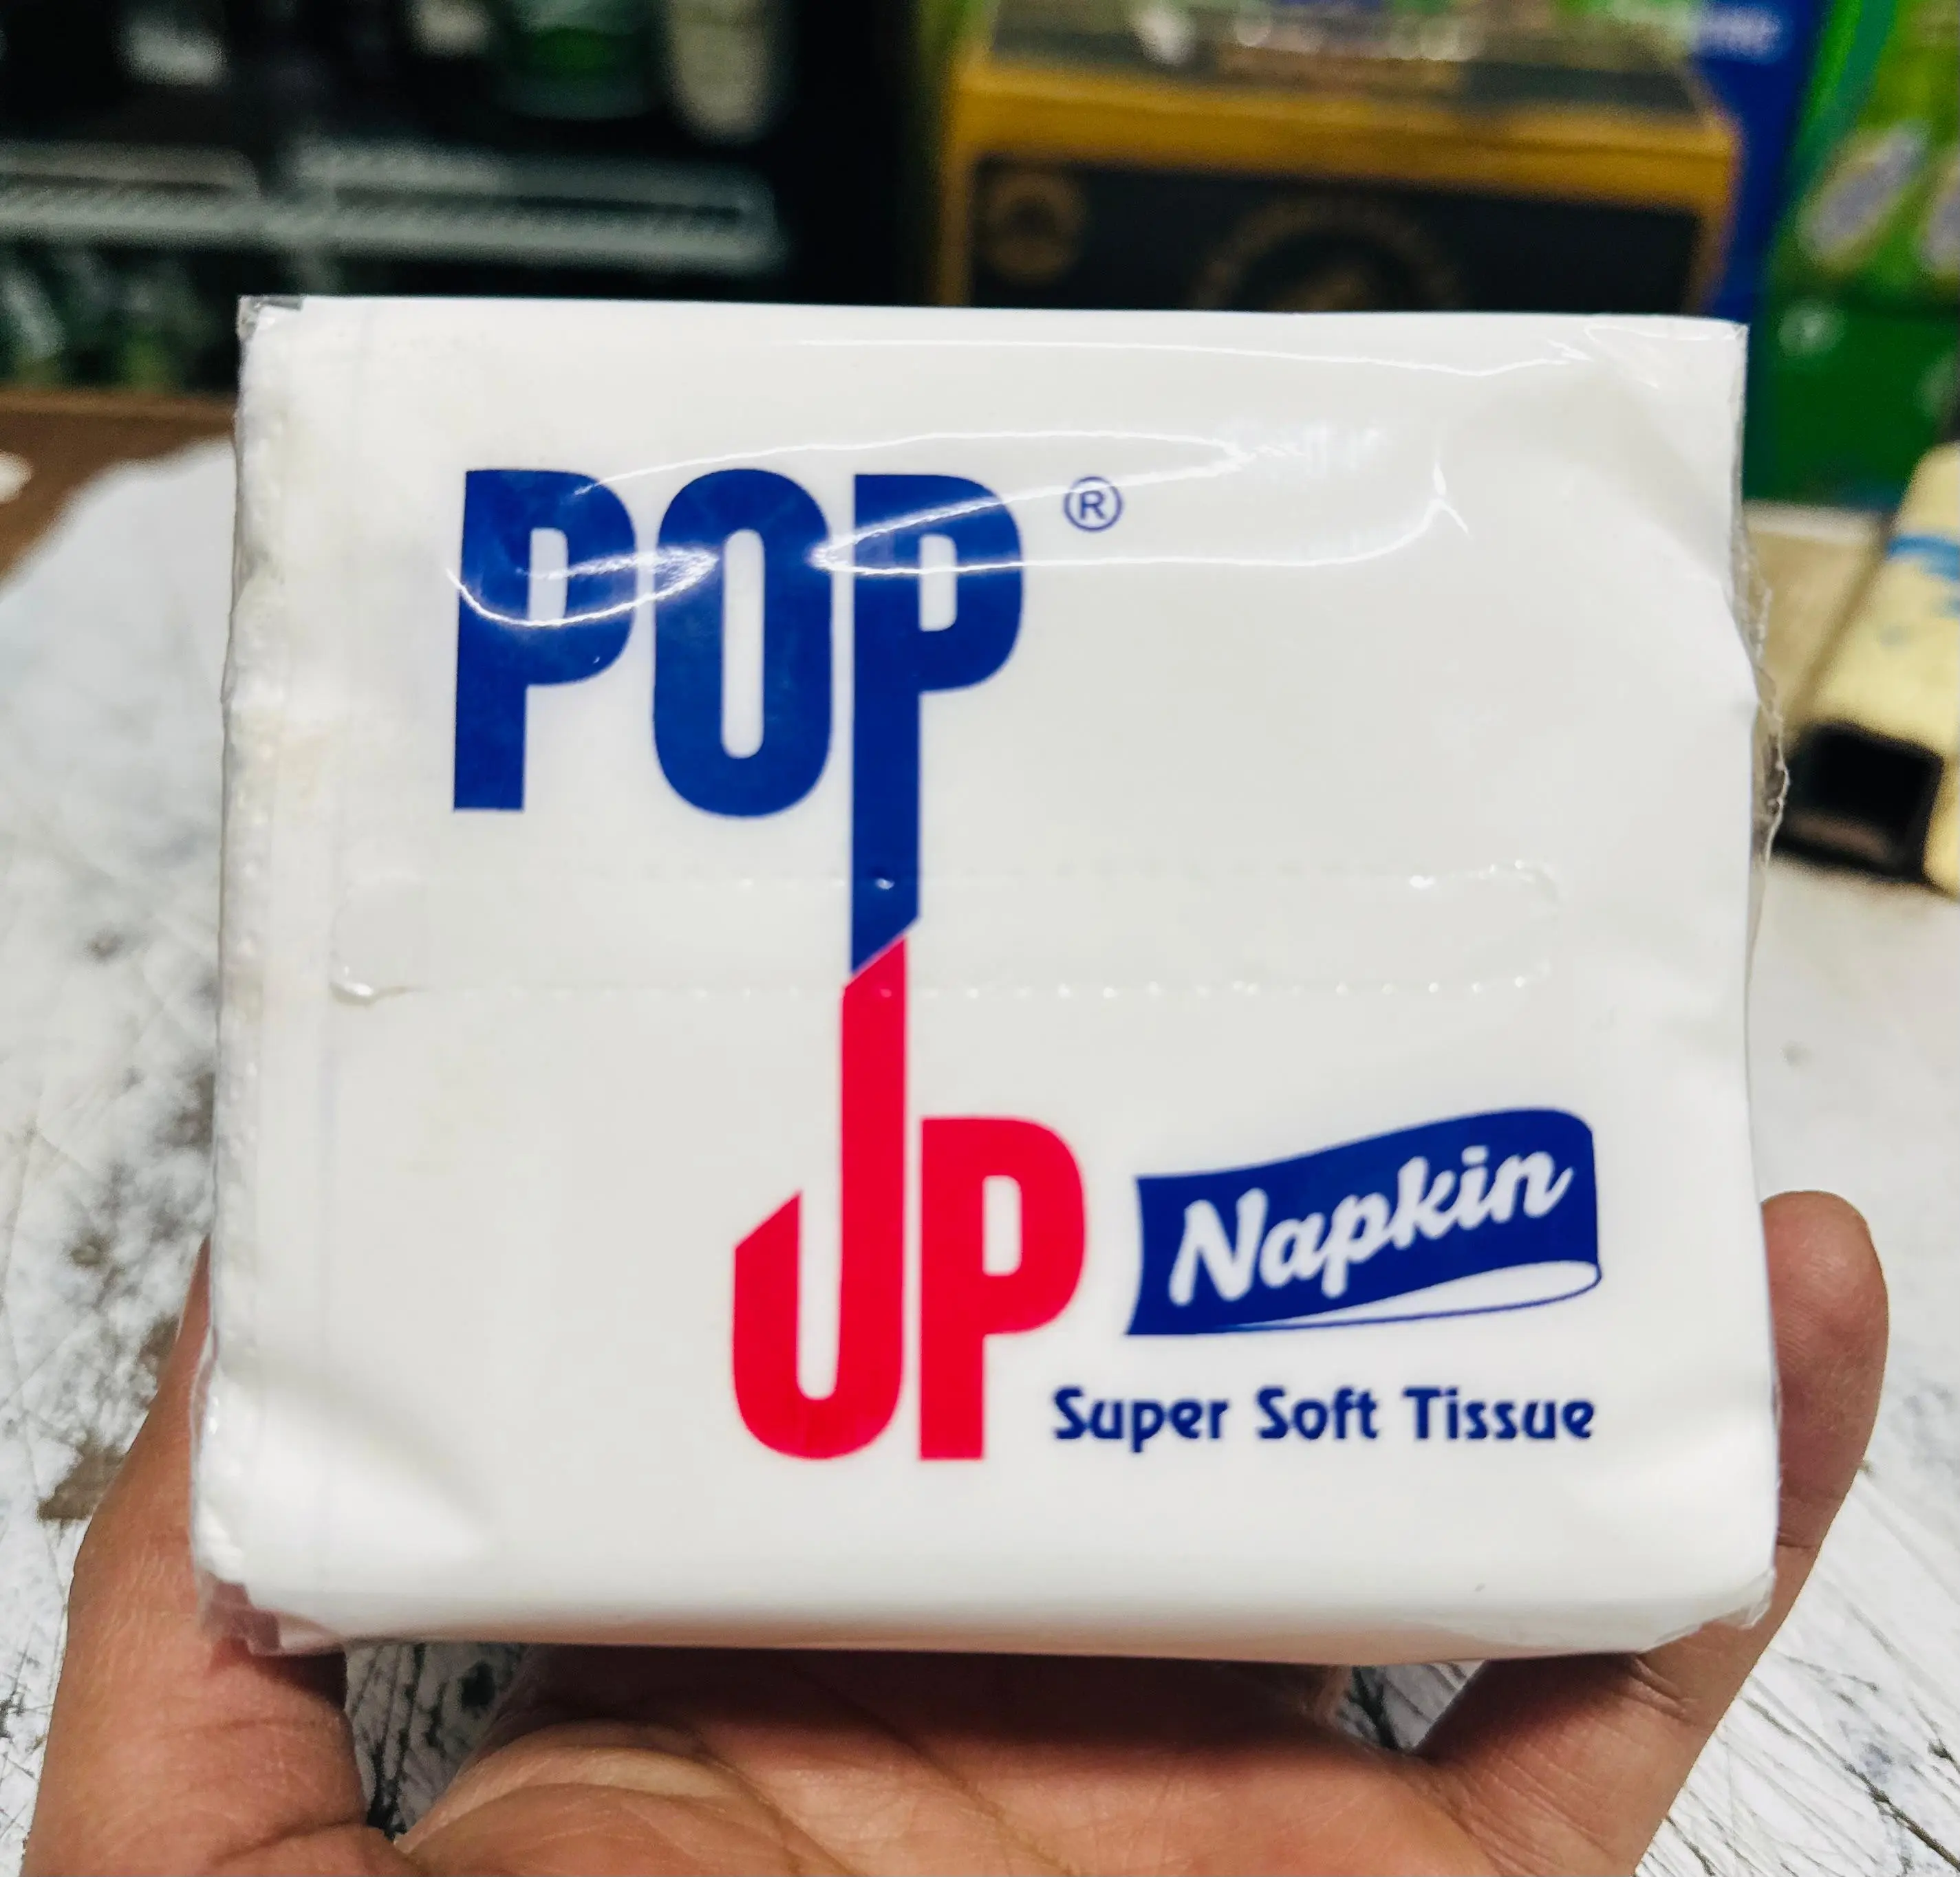 POP ®
UP
Napkin
Super Soft Tissue